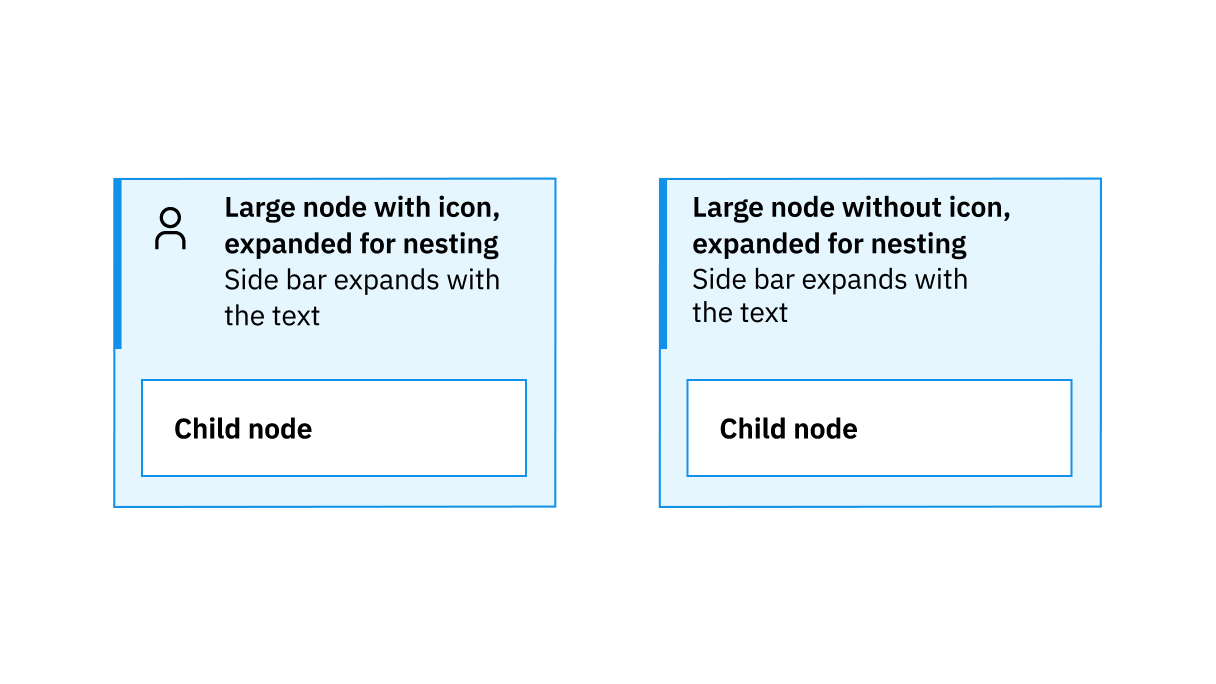 Large node with icon,
expanded for nesting
Side bar expands with
the text
Child node
Large node without icon,
expanded for nesting
Side bar expands with
the text
Child node